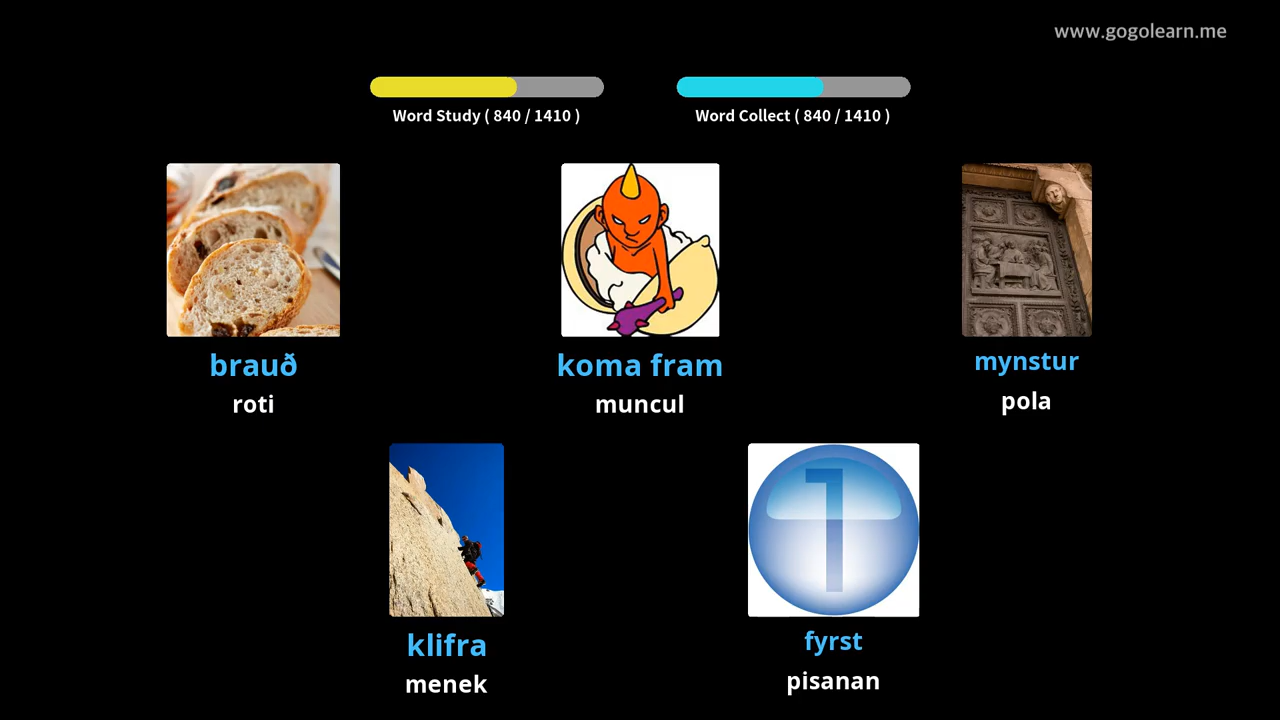 www.gogolearn.me
Word Study ( 840 / 1410 )
Word Collect ( 840 / 1410 )
brauð
roti
koma fram
muncul
mynstur
pola
klifra
menek
1
fyrst
pisanan